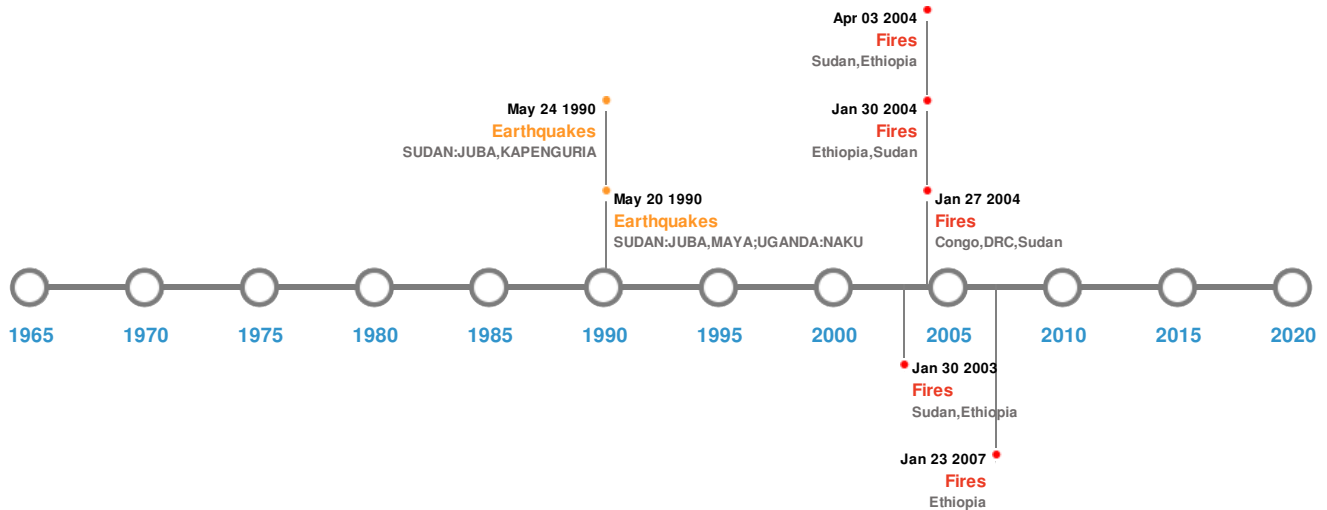 Apr 03 2004
Fires
Sudan,Ethiopia
May 24 1990
Earthquakes
SUDAN:JUBA,KAPENGURIA
Jan 30 2004
Fires
Ethiopia,Sudan
May 20 1990
Earthquakes
SUDAN:JUBA,MAYA;UGANDA:NAKU
Jan 27 2004
Fires
Congo,DRC,Sudan
1965 1970 1975 1980 1985 1990 1995 2000 2005 2010 2015 2020
Jan 30 2003
Fires
Sudan,Ethiopia
Jan 23 2007
Fires
Ethiopia